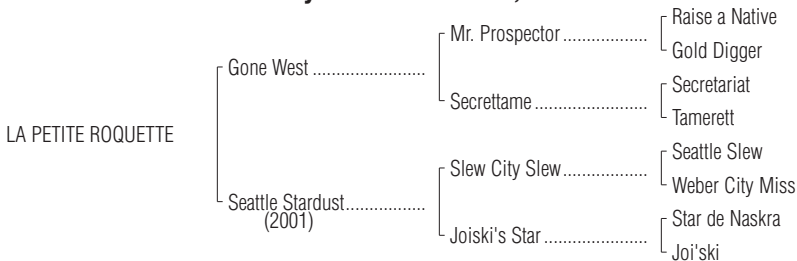 Raise a Native
Mr. Prospector
Gold Digger
Gone West
Secretariat
Secrettame
Tamerett
LA PETITE ROQUETTE
Seattle Slew
Slew City Slew
Weber City Miss
Seattle Stardust
(2001)
Star de Naskra
Joiski's Star
Joi'ski